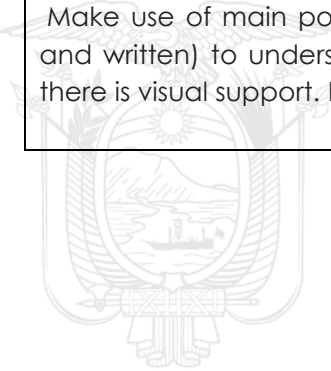 Make use of main po
and written) to unders
there is visual support.